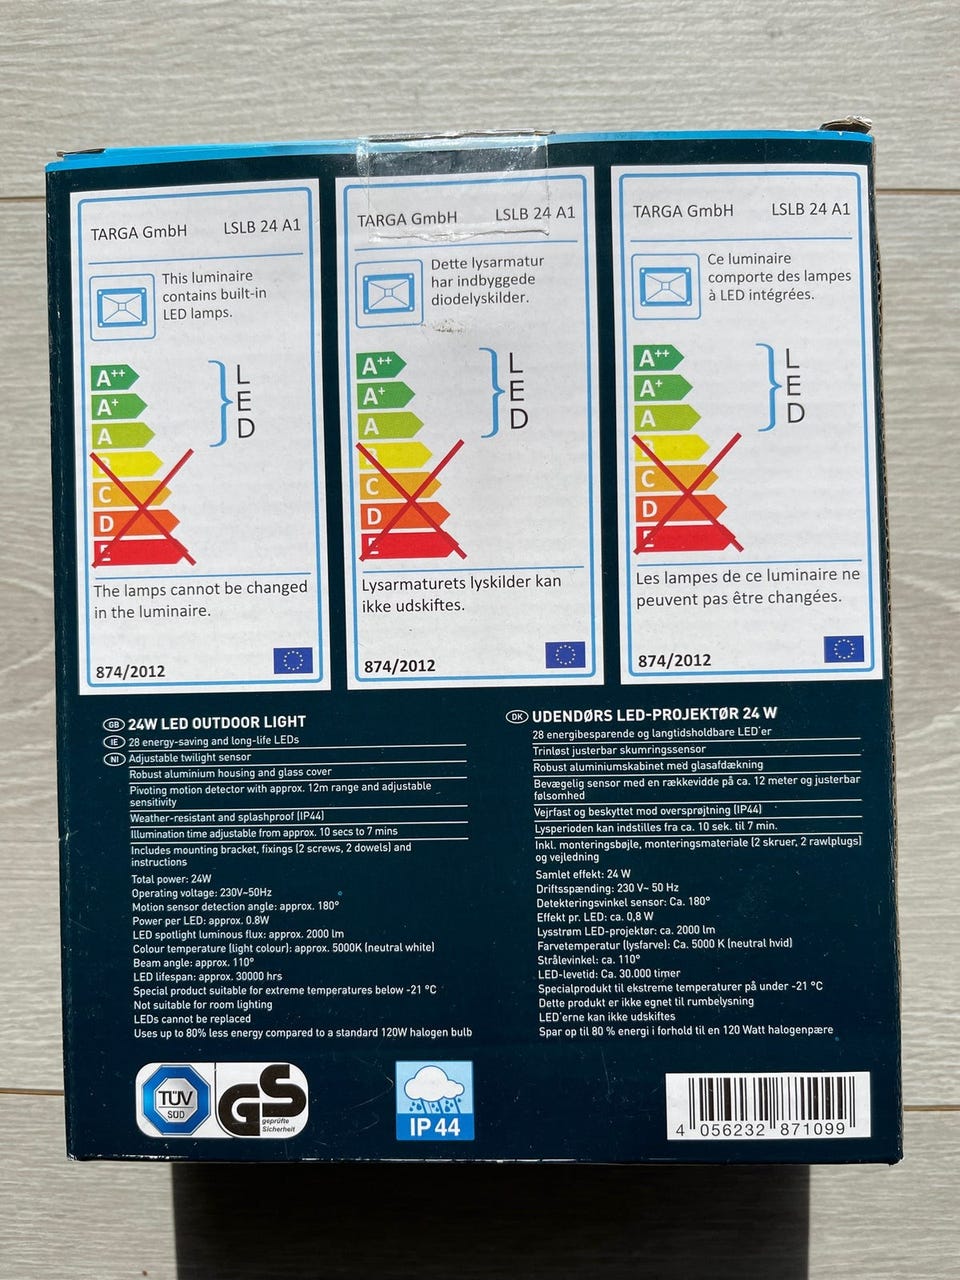 TARGA GmbH LSLB 24 A1
This luminaire
contains built-in
LED lamps.
A++
A+
A
C
D
L
E
D
The lamps cannot be changed
in the luminaire.
874/2012
TARGA GmbH LSLB 24 A1
Dette lysarmatur
har indbyggede
diodelyskilder.
A++
A+
A
C
D
L
E
D
Lysarmaturets lyskilder kan
ikke udskiftes.
874/2012
TARGA GmbH LSLB 24 A1
Ce luminaire
comporte des lampes
à LED intégrées.
A++
A+
A
C
D
L
E
D
Les lampes de ce luminaire ne
peuvent pas être changées.
874/2012
GB 24W LED OUTDOOR LIGHT
IE 28 energy-saving and long-life LEDs
NI Adjustable twilight sensor
Robust aluminium housing and glass cover
Pivoting motion detector with approx. 12m range and adjustable
sensitivity
Weather-resistant and splashproof (IP44)
Illumination time adjustable from approx. 10 secs to 7 mins
Includes mounting bracket, fixings (2 screws, 2 dowels) and
instructions
Total power: 24W
Operating voltage: 230V~50Hz
Motion sensor detection angle: approx. 180°
Power per LED: approx. 0.8W
LED spotlight luminous flux: approx. 2000 lm
Colour temperature (light colour): approx. 5000K (neutral white)
Beam angle: approx. 110°
LED lifespan: approx. 30000 hrs
Special product suitable for extreme temperatures below -21 °C
Not suitable for room lighting
LEDs cannot be replaced
Uses up to 80% less energy compared to a standard 120W halogen bulb
DK UDENDØRS LED-PROJEKTØR 24 W
28 energibesparende og langtidsholdbare LED'er
Trinløst justerbar skumringssensor
Robust aluminiumskabinet med glasafdækning
Bevægelig sensor med en rækkevidde på ca. 12 meter og justerbar
følsomhed
Vejrfast og beskyttet mod oversprøjtning (IP44)
Lysperioden kan indstilles fra ca. 10 sek. til 7 min.
Inkl. monteringsbøjle, monteringsmateriale (2 skruer, 2 rawlplugs)
og vejledning
Samlet effekt: 24 W
Driftsspænding: 230 V~ 50 Hz
Detekteringsvinkel sensor: Ca. 180°
Effekt pr. LED: ca. 0,8 W
Lysstrøm LED-projektør: ca. 2000 lm
Farvetemperatur (lysfarve): Ca. 5000 K (neutral hvid)
Strålevinkel: ca. 110°
LED-levetid: Ca. 30.000 timer
Specialprodukt til ekstreme temperaturer på under -21 °C
Dette produkt er ikke egnet til rumbelysning
LED'erne kan ikke udskiftes
Spar op til 80 % energi i forhold til en 120 Watt halogenpære
TÜV
SÜD
GS
geprüfte
Sicherheit
IP 44
4 056232 871099